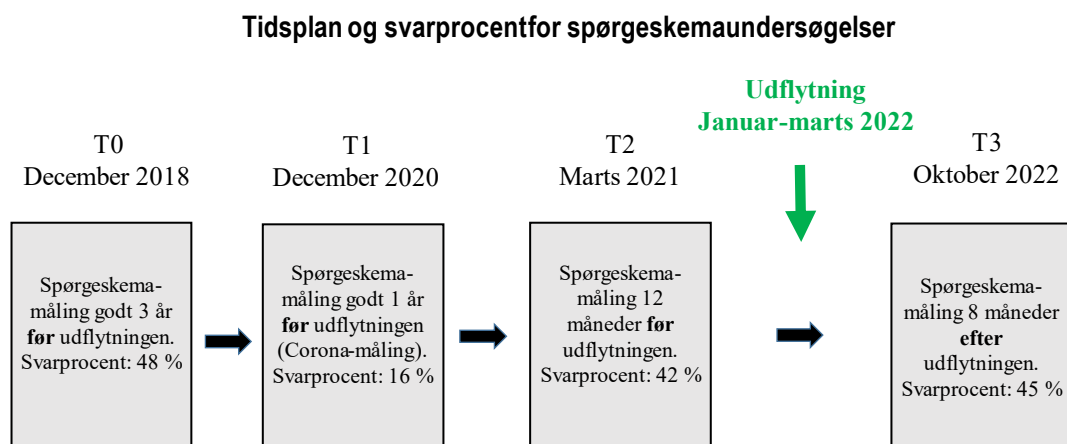 Tidsplan og svarprocentfor spørgeskemaundersøgelser
Udflytning
Januar-marts 2022
T0
December 2018
T1
December 2020
T2
Marts 2021
T3
Oktober 2022
Spørgeskema-
måling godt 3 år
før udflytningen.
Svarprocent: 48 %
Spørgeskema-
måling godt 1 år
før udflytningen
(Corona-måling).
Svarprocent: 16 %
Spørgeskema-
måling 12
måneder før
udflytningen.
Svarprocent: 42 %
Spørgeskema-
måling 8 måneder
efter
udflytningen.
Svarprocent: 45 %